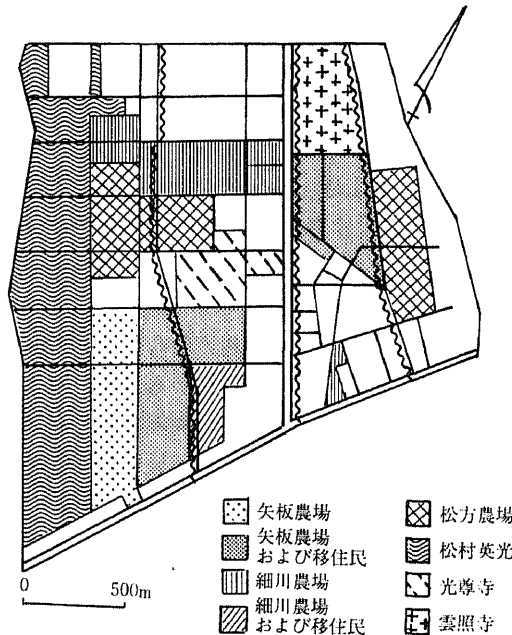 矢板農場
矢板農場
および移住民
細川農場
細川農場
および移住民
松方農場
松村英光
光尊寺
雲照寺
0 500m